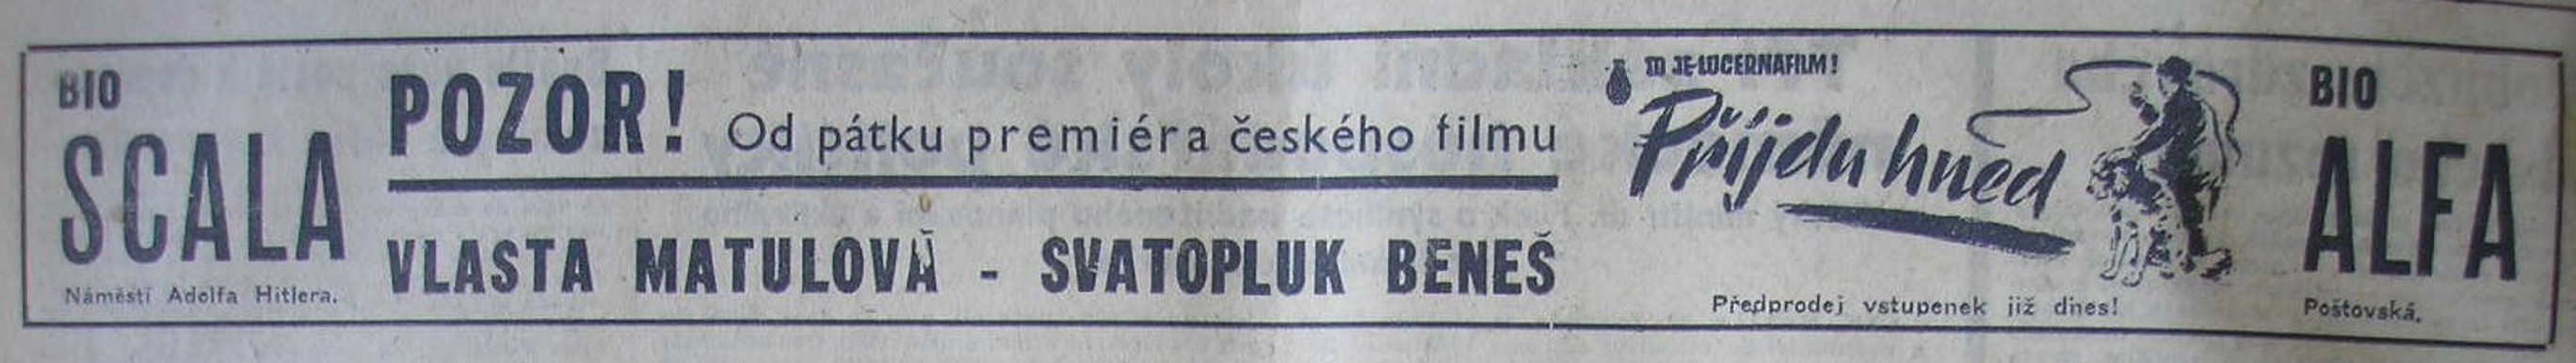 BIO
SCALA
Náměstí Adolfa Hitlera.
POZOR! Od pátku premiéra českého filmu
VLASTA MATULOVÁ - SVATOPLUK BENEŠ
TO JE LUCERNAFILM!
Přijdu hned
Předprodej vstupenek již dnes!
BIO
ALFA
Poštovská.